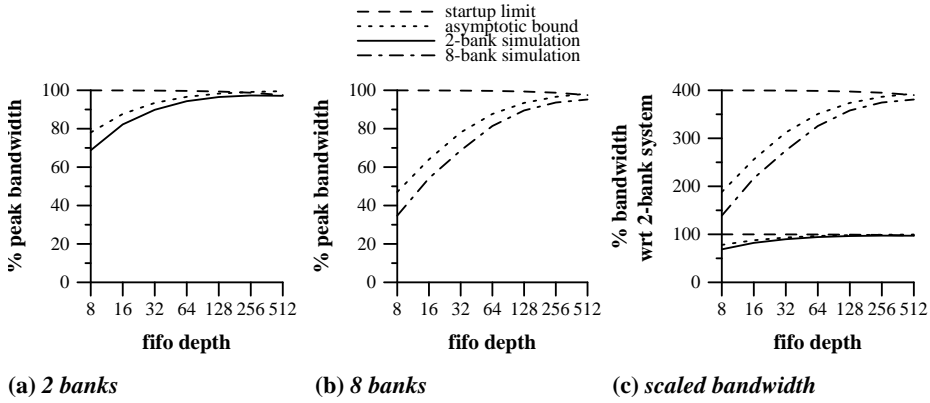 startup limit
asymptotic bound
2-bank simulation
8-bank simulation
% peak bandwidth
100
80
60
40
20
0
8 16 32 64 128 256 512
fifo depth
(a) 2 banks
% peak bandwidth
100
80
60
40
20
0
8 16 32 64 128 256 512
fifo depth
(b) 8 banks
% bandwidth
wrt 2-bank system
400
300
200
100
0
8 16 32 64 128 256 512
fifo depth
(c) scaled bandwidth